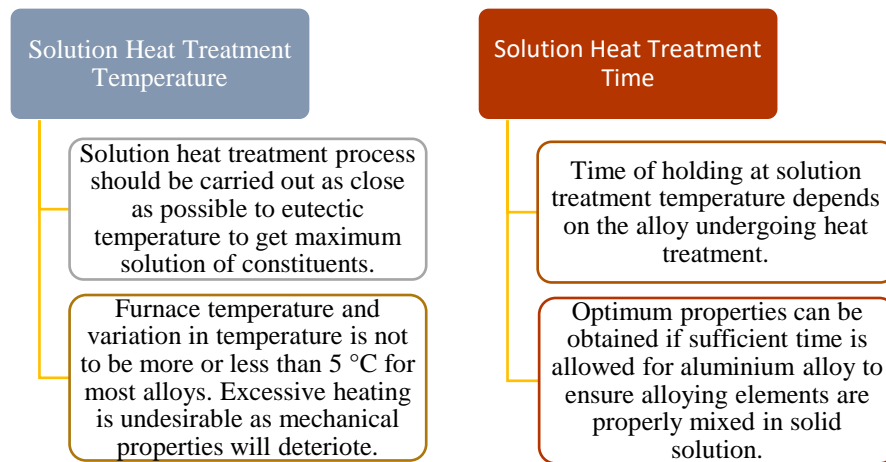 Solution Heat Treatment
Temperature
Solution heat treatment process
should be carried out as close
as possible to eutectic
temperature to get maximum
solution of constituents.
Furnace temperature and
variation in temperature is not
to be more or less than 5 °C for
most alloys. Excessive heating
is undesirable as mechanical
properties will deteriote.
Solution Heat Treatment
Time
Time of holding at solution
treatment temperature depends
on the alloy undergoing heat
treatment.
Optimum properties can be
obtained if sufficient time is
allowed for aluminium alloy to
ensure alloying elements are
properly mixed in solid
solution.